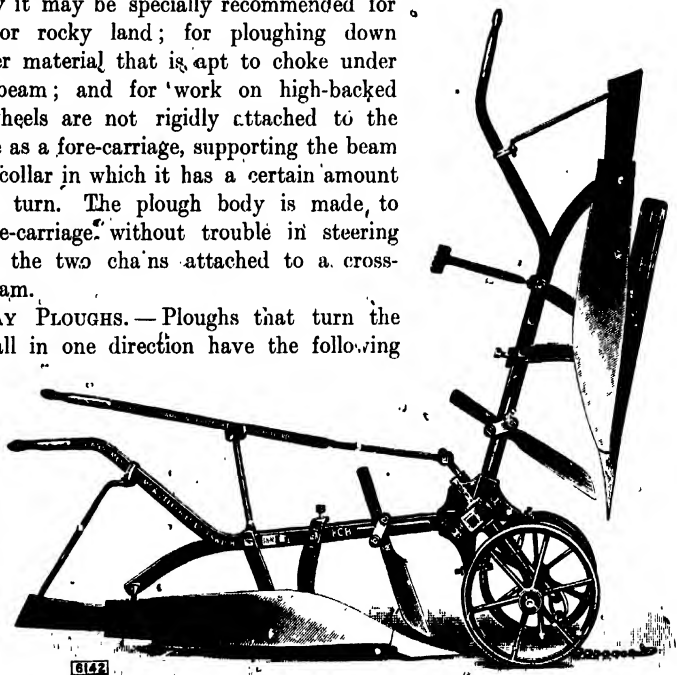 it may be specially recommended for
or rocky land; for ploughing down
er material that is apt to choke under
beam; and for work on high-backed
heels are not rigidly attached to the
as a fore-carriage, supporting the beam
collar in which it has a certain amount
turn. The plough body is made to
e-carriage without trouble in steering
the two chains attached to a cross-
am.
AY PLOUGHS. — Ploughs that turn the
all in one direction have the following
6142